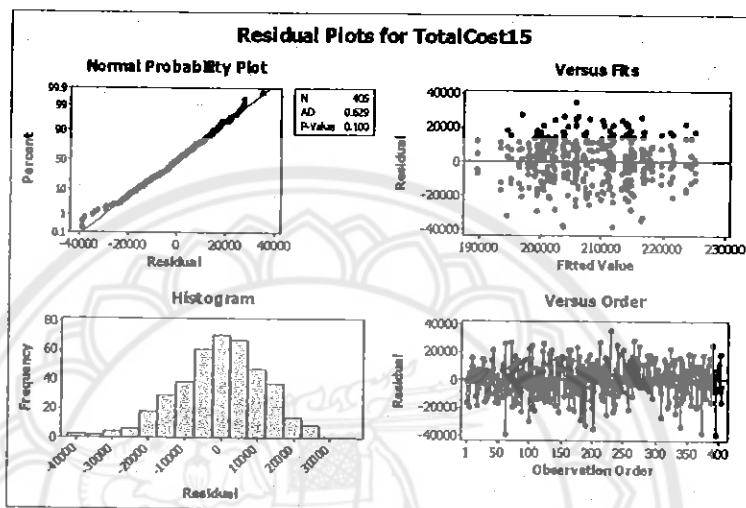 Residual Plots for TotalCost15
Normal Probability Plot
99.9
99
90
50
10
1
0.1
Percent
-40000 -20000 0 20000 40000
Residual
N 405
AD 0.629
P-Value 0.100
Versus Fits
40000
20000
0
-20000
-40000
Residual
190000 200000 210000 220000 230000
Fitted Value
Histogram
80
60
40
20
0
Frequency
-40000 -30000 -20000 -10000 0 10000 20000 30000
Residual
Versus Order
40000
20000
0
-20000
-40000
Residual
1 50 100 150 200 250 300 350 400
Observation Order